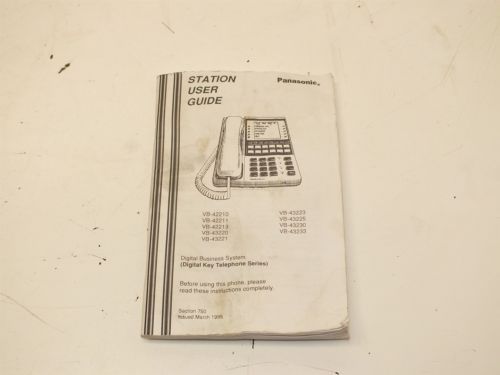 STATION
USER
GUIDE
Panasonic®
VB-42210
VB-42211
VB-42213
VB-43220
VB-43221
VB-43223
VB-43225
VB-43230
VB-43233
Digital Business System
(Digital Key Telephone Series)
Before using this phone, please
read these instructions completely.
Section 750
Issued March 1995